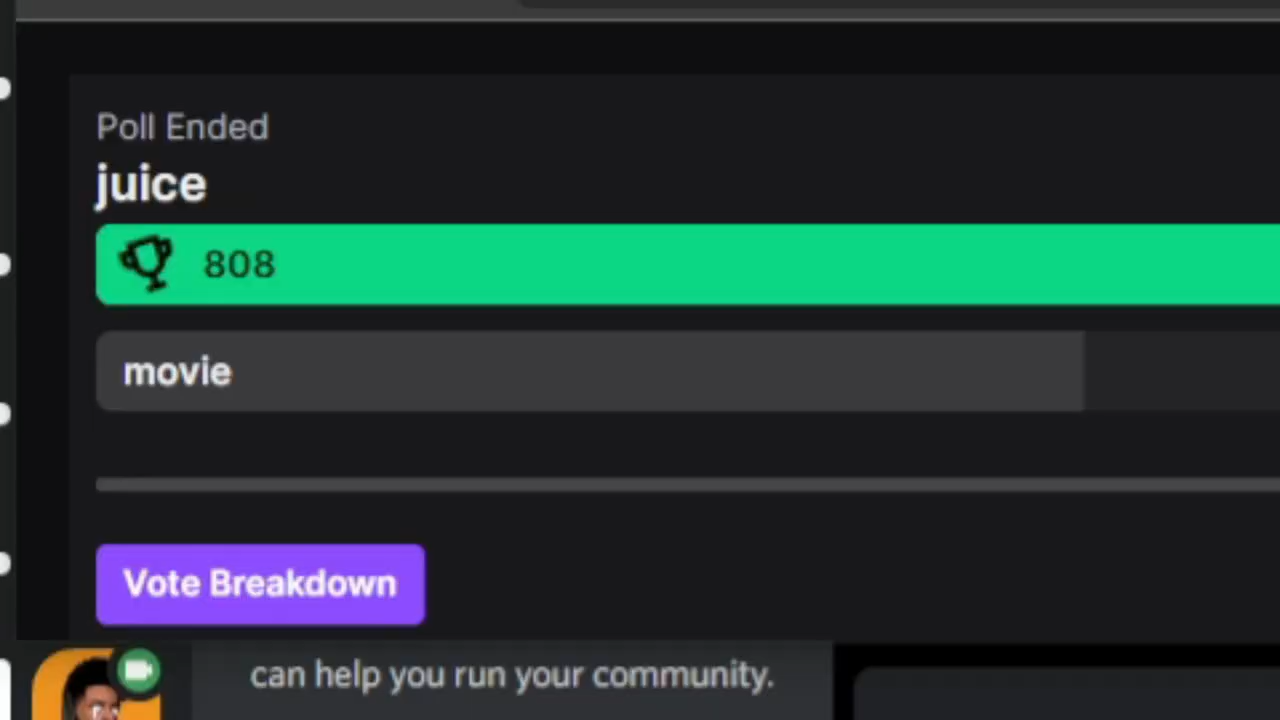 Poll Ended
juice
808
movie
Vote Breakdown
can help you run your community.